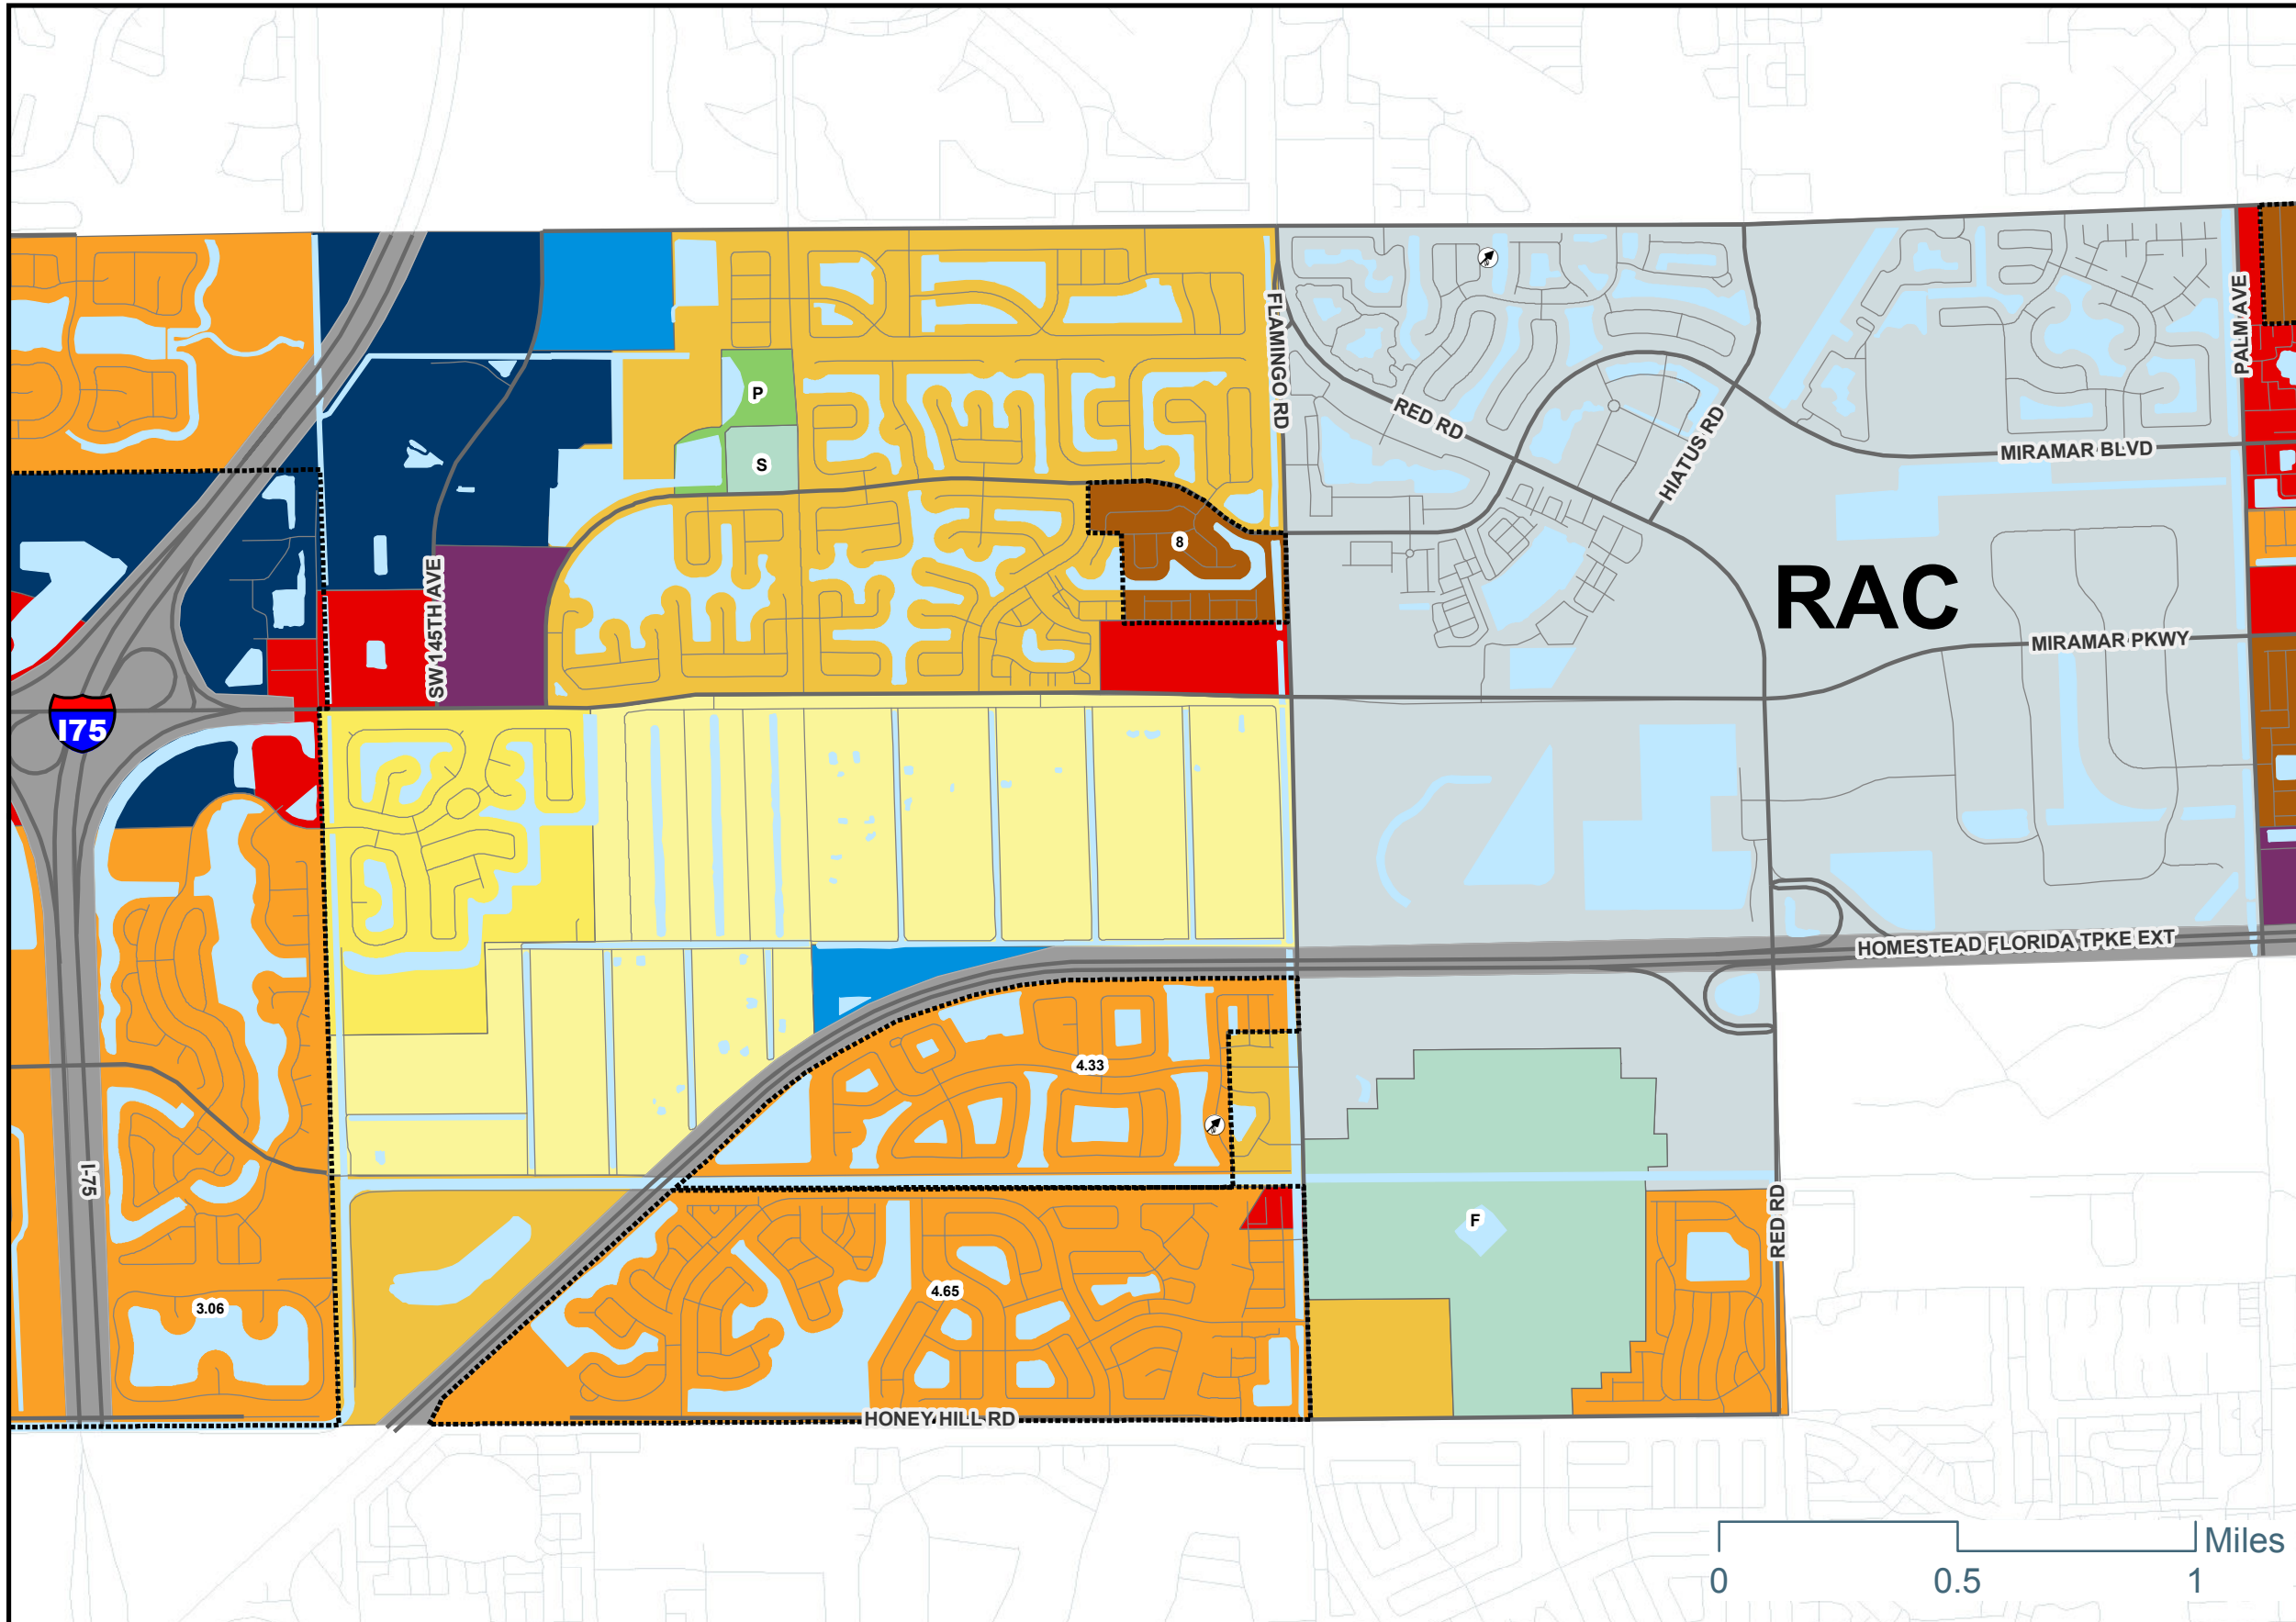 FLAMINGO RD
PALM AVE
P
RED RD
HIATUS RD
MIRAMAR BLVD
S
8
RAC
SW 145TH AVE
MIRAMAR PKWY
I75
HOMESTEAD FLORIDA TPKE EXT
4.33
I-75
RED RD
F
4.65
3.06
HONEY HILL RD
Miles
0 0.5 1